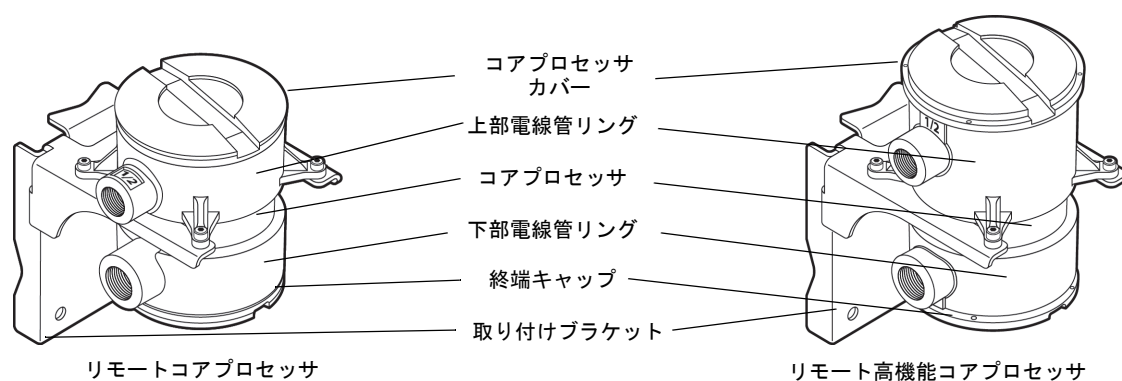 コアプロセッサ
カバー
上部電線管リング
コアプロセッサ
下部電線管リング
終端キャップ
取り付けブラケット
1/2
1/2
リモートコアプロセッサ
リモート高機能コアプロセッサ